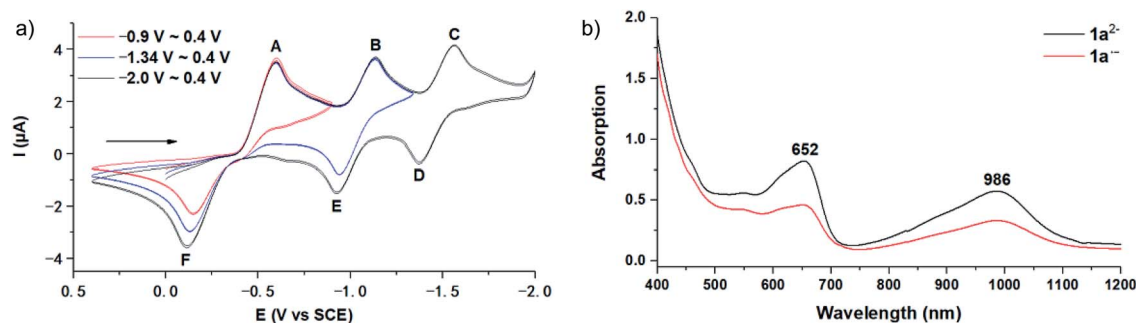 a)
−0.9 V ~ 0.4 V
−1.34 V ~ 0.4 V
−2.0 V ~ 0.4 V
A
B
C
D
E
F
I (µA)
4
2
0
−2
−4
0.5
0.0
−0.5
−1.0
−1.5
−2.0
E (V vs SCE)
b)
1a2-
1a·−
652
986
Absorption
2.0
1.5
1.0
0.5
0.0
400
500
600
700
800
900
1000
1100
1200
Wavelength (nm)